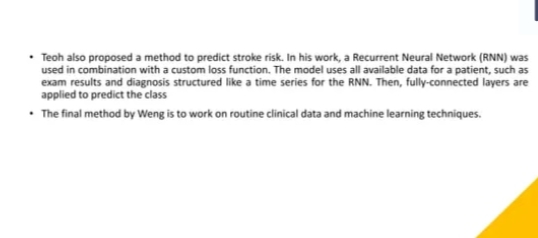 • Teoh also proposed a method to predict stroke risk. In his work, a Recurrent Neural Network (RNN) was
used in combination with a custom loss function. The model uses all available data for a patient, such as
exam results and diagnosis structured like a time series for the RNN. Then, fully-connected layers are
applied to predict the class
• The final method by Weng is to work on routine clinical data and machine learning techniques.